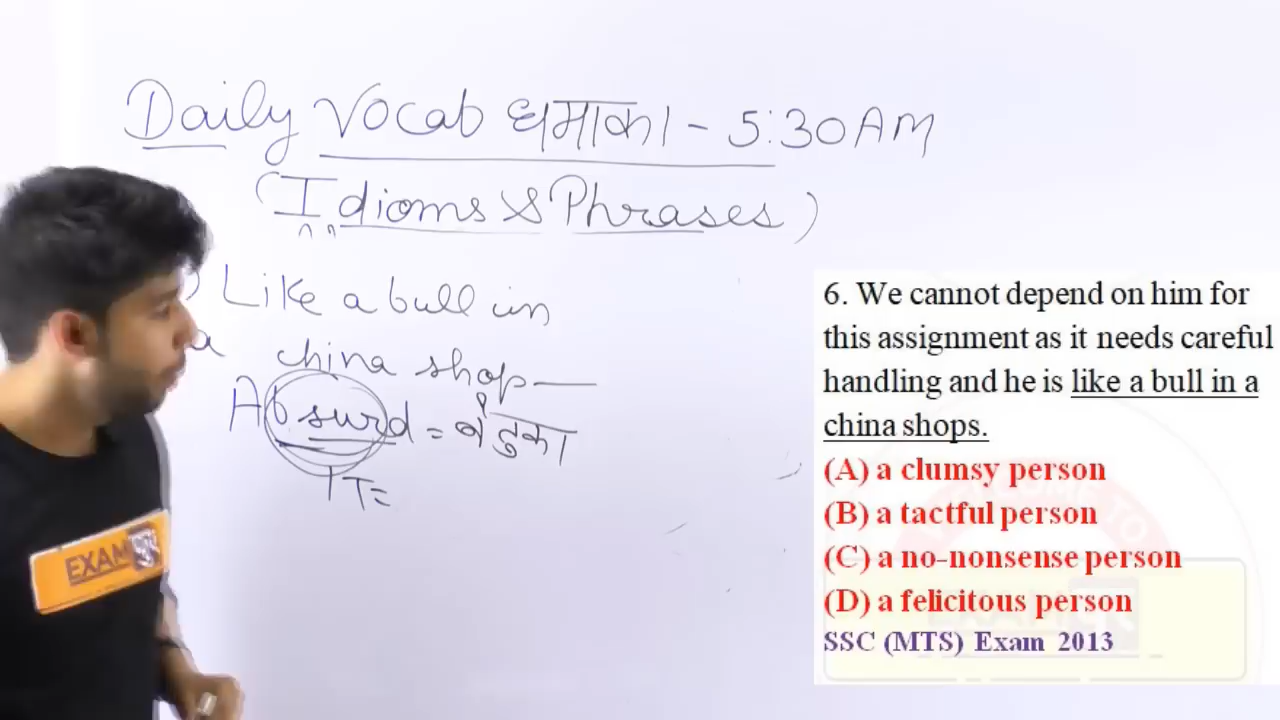 Daily Vocab धमाका - 5:30 AM
(Idioms & Phrases)
) Like a bull in
a china shop —
Absurd = बेहुका
T =
EXAM
6. We cannot depend on him for
this assignment as it needs careful
handling and he is like a bull in a
china shops.
(A) a clumsy person
(B) a tactful person
(C) a no-nonsense person
(D) a felicitous person
SSC (MTS) Exam 2013